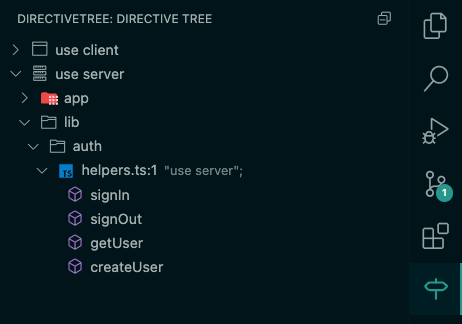 DIRECTIVETREE: DIRECTIVE TREE
use client
use server
app
lib
auth
TS helpers.ts:1 "use server";
signIn
signOut
getUser
createUser
1